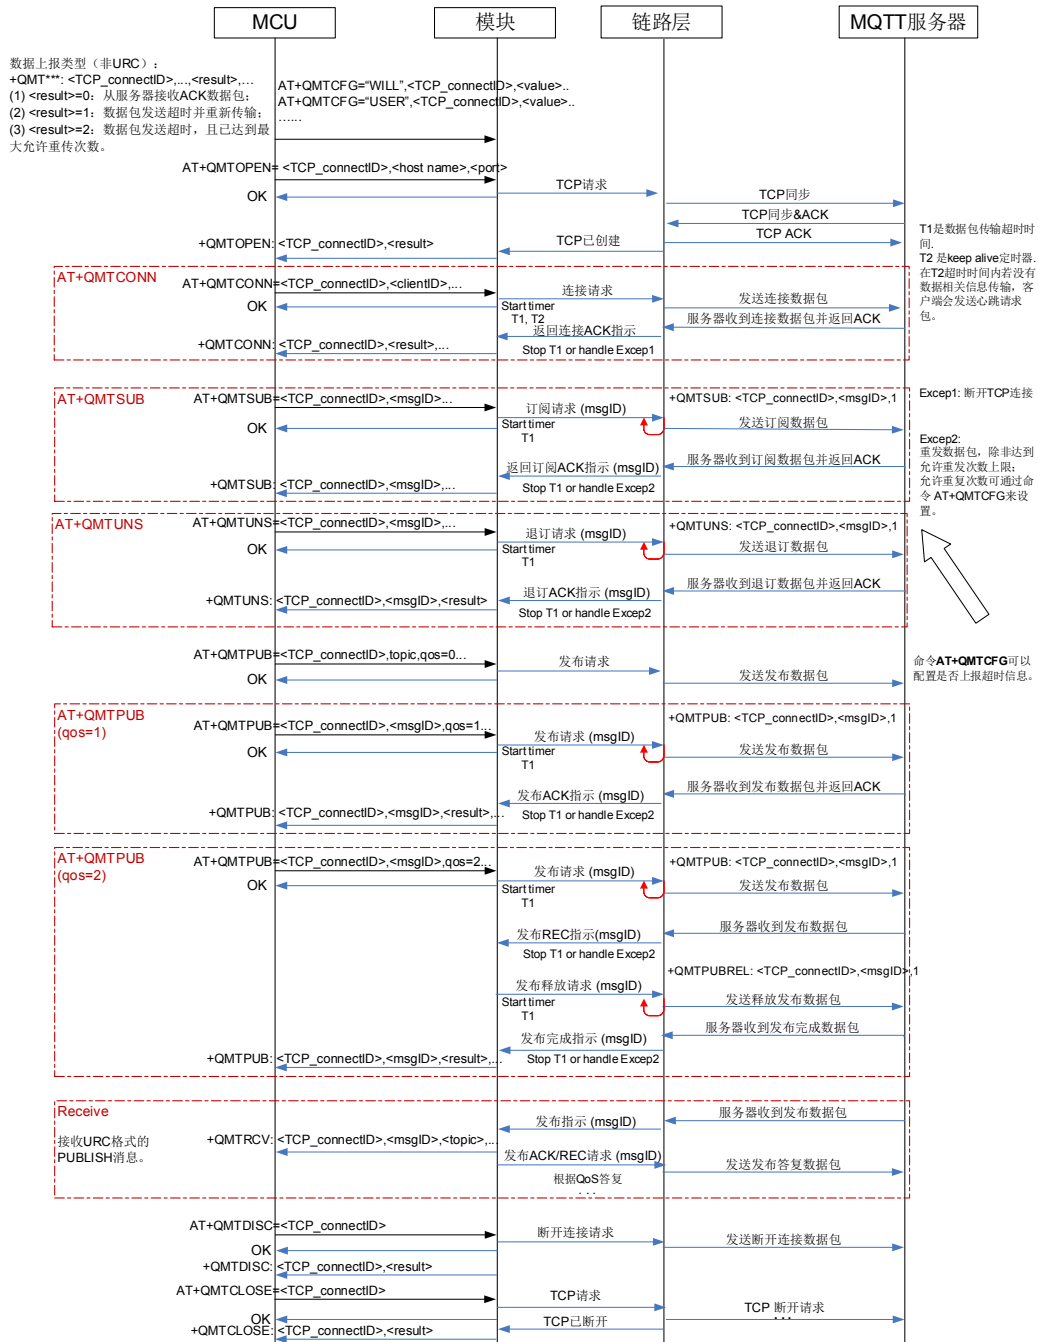 MCU
模块
链路层
MQTT服务器
数据上报类型（非URC）:
+QMT***: <TCP_connectID>,...,<result>,...
(1) <result>=0: 从服务器接收ACK数据包;
(2) <result>=1: 数据包发送超时并重新传输;
(3) <result>=2: 数据包发送超时，且已达到最
大允许重传次数。
AT+QMTCFG=“WILL”,<TCP_connectID>,<value>..
AT+QMTCFG=“USER”,<TCP_connectID>,<value>..
......
AT+QMTOPEN= <TCP_connectID>,<host name>,<port>
OK
TCP请求
TCP同步
TCP同步&ACK
TCP ACK
TCP已创建
+QMTOPEN: <TCP_connectID>,<result>
T1是数据包传输超时时
间.
T2 是keep alive定时器.
在T2超时时间内若没有
数据相关信息传输，客
户端会发送心跳请求
包。
AT+QMTCONN
AT+QMTCONN=<TCP_connectID>,<clientID>,...
OK
连接请求
Start timer
T1, T2
发送连接数据包
服务器收到连接数据包并返回ACK
返回连接ACK指示
Stop T1 or handle Excep1
+QMTCONN: <TCP_connectID>,<result>,...
AT+QMTSUB
AT+QMTSUB=<TCP_connectID>,<msgID>...
OK
订阅请求 (msgID)
Start timer
T1
+QMTSUB: <TCP_connectID>,<msgID>,1
发送订阅数据包
服务器收到订阅数据包并返回ACK
返回订阅ACK指示 (msgID)
Stop T1 or handle Excep2
+QMTSUB: <TCP_connectID>,<msgID>,...
Excep1: 断开TCP连接
Excep2:
重发数据包，除非达到
允许重发次数上限;
允许重复次数可通过命
令 AT+QMTCFG来设
置。
AT+QMTUNS
AT+QMTUNS=<TCP_connectID>,<msgID>,...
OK
退订请求 (msgID)
Start timer
T1
+QMTUNS: <TCP_connectID>,<msgID>,1
发送退订数据包
服务器收到退订数据包并返回ACK
退订ACK指示 (msgID)
Stop T1 or handle Excep2
+QMTUNS: <TCP_connectID>,<msgID>,<result>
AT+QMTPUB=<TCP_connectID>,topic,qos=0...
OK
发布请求
发送发布数据包
命令AT+QMTCFG可以
配置是否上报超时信息。
AT+QMTPUB
(qos=1)
AT+QMTPUB=<TCP_connectID>,<msgID>,qos=1...
OK
发布请求 (msgID)
Start timer
T1
+QMTPUB: <TCP_connectID>,<msgID>,1
发送发布数据包
服务器收到发布数据包并返回ACK
发布ACK指示 (msgID)
Stop T1 or handle Excep2
+QMTPUB: <TCP_connectID>,<msgID>,<result>,...
AT+QMTPUB
(qos=2)
AT+QMTPUB=<TCP_connectID>,<msgID>,qos=2...
OK
发布请求 (msgID)
Start timer
T1
+QMTPUB: <TCP_connectID>,<msgID>,1
发送发布数据包
服务器收到发布数据包
发布REC指示(msgID)
Stop T1 or handle Excep2
+QMTPUBREL: <TCP_connectID>,<msgID>,1
发布释放请求 (msgID)
Start timer
T1
发送释放发布数据包
服务器收到发布完成数据包
发布完成指示 (msgID)
Stop T1 or handle Excep2
+QMTPUB: <TCP_connectID>,<msgID>,<result>,...
Receive
接收URC格式的
PUBLISH消息。
服务器收到发布数据包
发布指示 (msgID)
+QMTRCV: <TCP_connectID>,<msgID>,<topic>,...
发布ACK/REC请求 (msgID)
发送发布答复数据包
根据QoS答复
...
AT+QMTDISC=<TCP_connectID>
OK
断开连接请求
发送断开连接数据包
+QMTDISC: <TCP_connectID>,<result>
AT+QMTCLOSE=<TCP_connectID>
OK
TCP请求
TCP 断开请求
...
TCP已断开
+QMTCLOSE: <TCP_connectID>,<result>